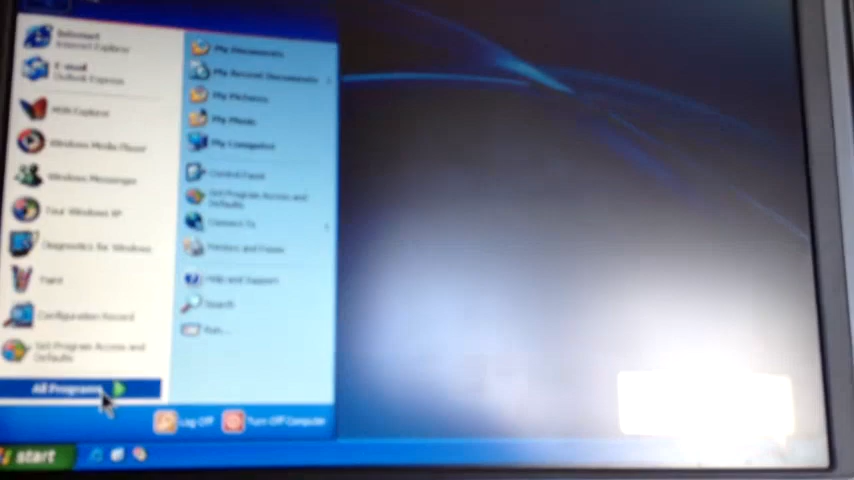 Internet
Internet Explorer
E-mail
Outlook Express
MSN Explorer
Windows Media Player
Windows Messenger
Tour Windows XP
Diagnostics for Windows
Paint
Configuration Record
Set Program Access and
Defaults
All Programs
My Documents
My Recent Documents
My Pictures
My Music
My Computer
Control Panel
Set Program Access and
Defaults
Connect To
Printers and Faxes
Help and Support
Search
Run...
Log Off
Turn Off Computer
start